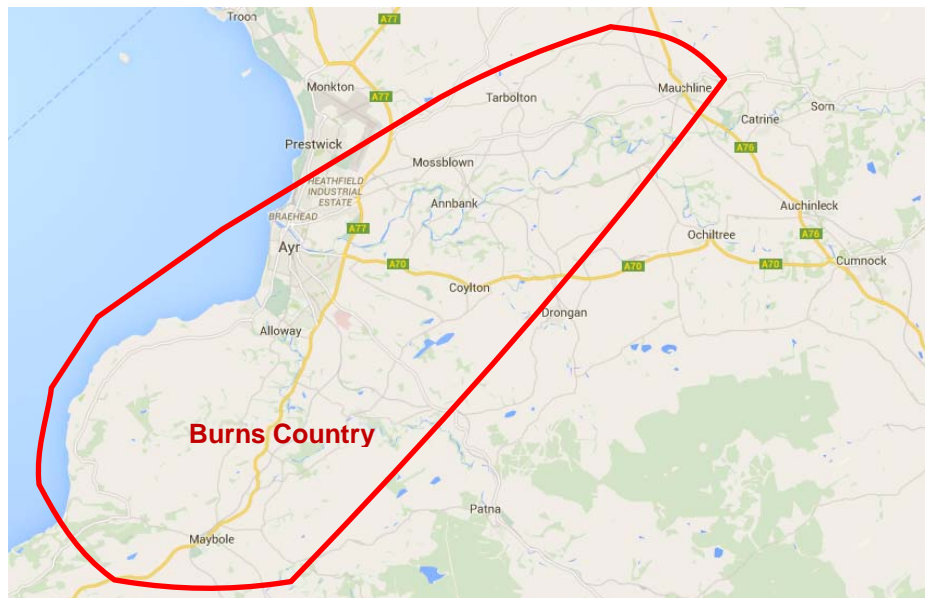 Troon
A77
Monkton
A77
Tarbolton
Mauchline
Sorn
Catrine
Prestwick
A76
Mossblown
HEATHFIELD
INDUSTRIAL
ESTATE
Annbank
Auchinleck
BRAEHEAD
A77
A76
Ochiltree
Ayr
A70
A70
A70
Cumnock
Coylton
Drongan
Alloway
Burns Country
Patna
Maybole